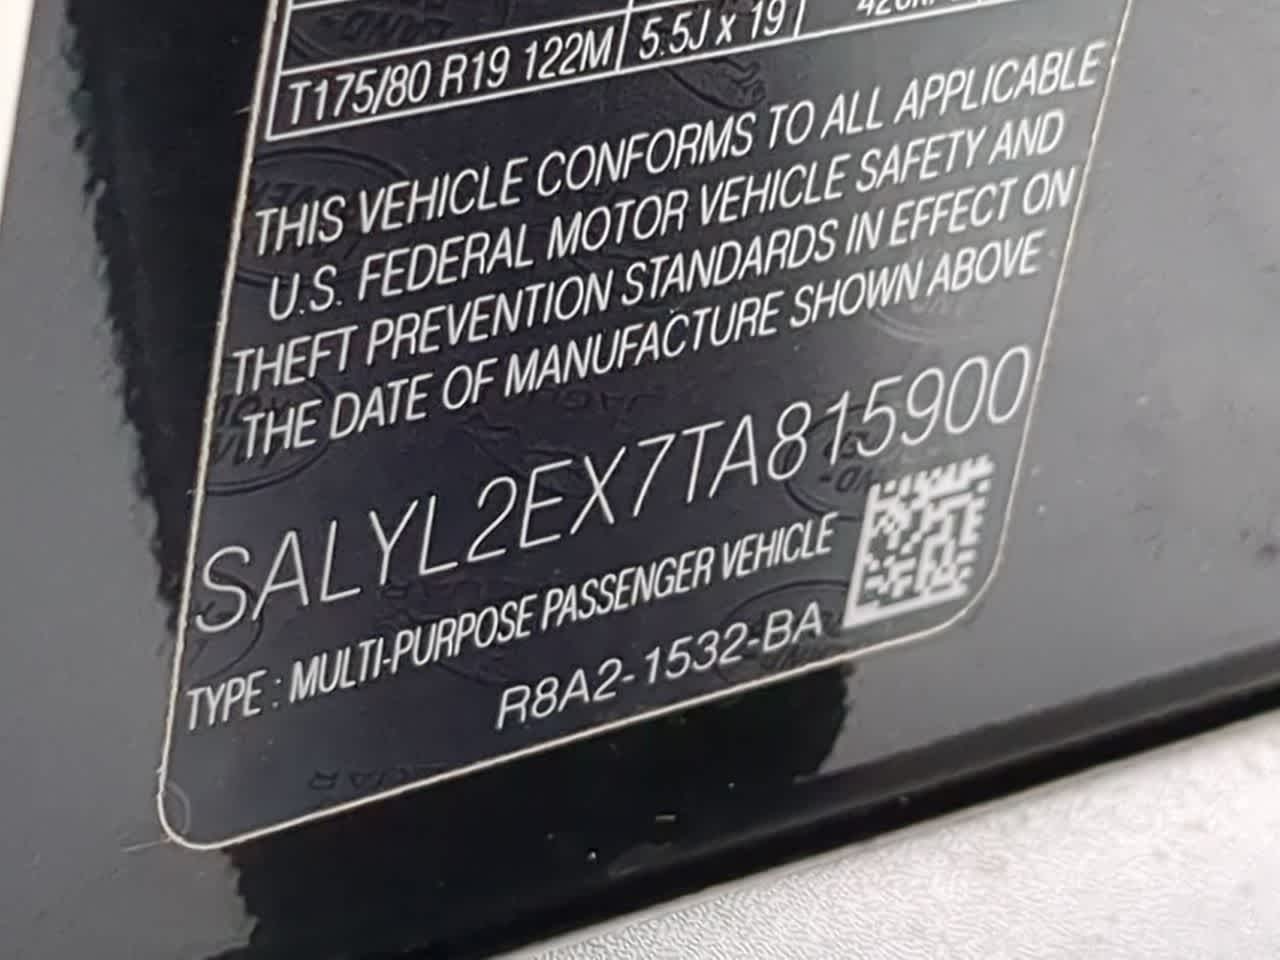 T175/80 R19 122M 5.5J x 19
THIS VEHICLE CONFORMS TO ALL APPLICABLE
U.S. FEDERAL MOTOR VEHICLE SAFETY AND
THEFT PREVENTION STANDARDS IN EFFECT ON
THE DATE OF MANUFACTURE SHOWN ABOVE
SALYL2EX7TA815900
TYPE : MULTI-PURPOSE PASSENGER VEHICLE
R8A2-1532-BA